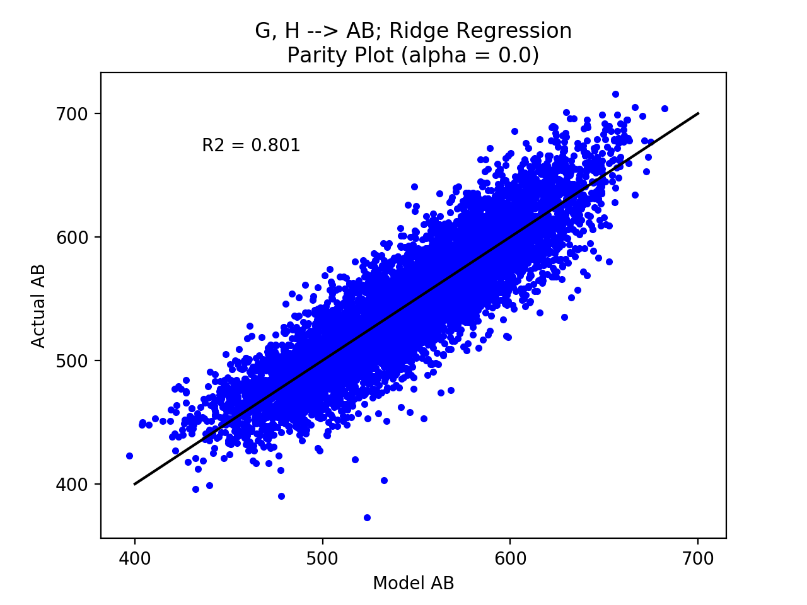 G, H --> AB; Ridge Regression
Parity Plot (alpha = 0.0)
R2 = 0.801
Actual AB
700
600
500
400
400 500 600 700
Model AB